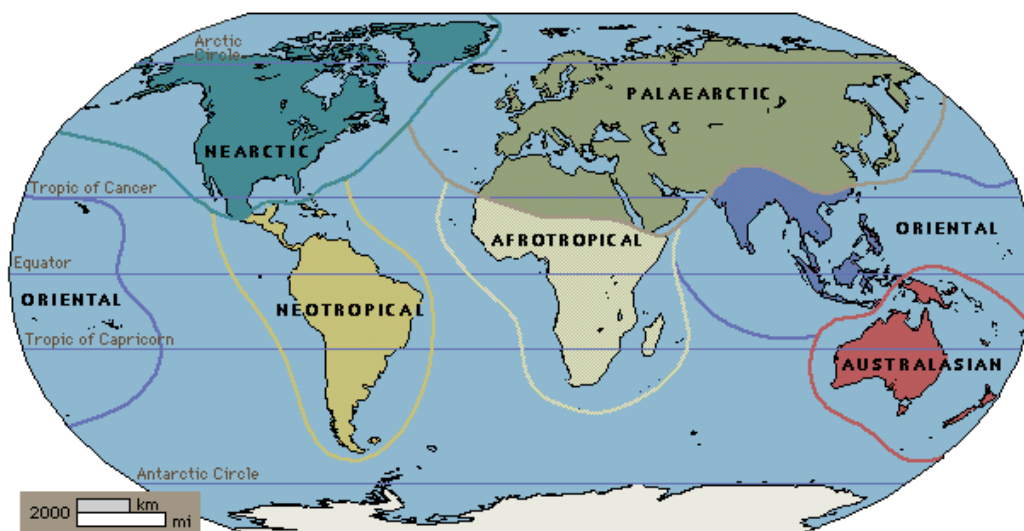 Arctic
Circle
PALAEARCTIC
NEARCTIC
Tropic of Cancer
AFROTROPICAL
ORIENTAL
Equator
ORIENTAL
NEOTROPICAL
Tropic of Capricorn
AUSTRALASIAN
Antarctic Circle
2000
km
mi